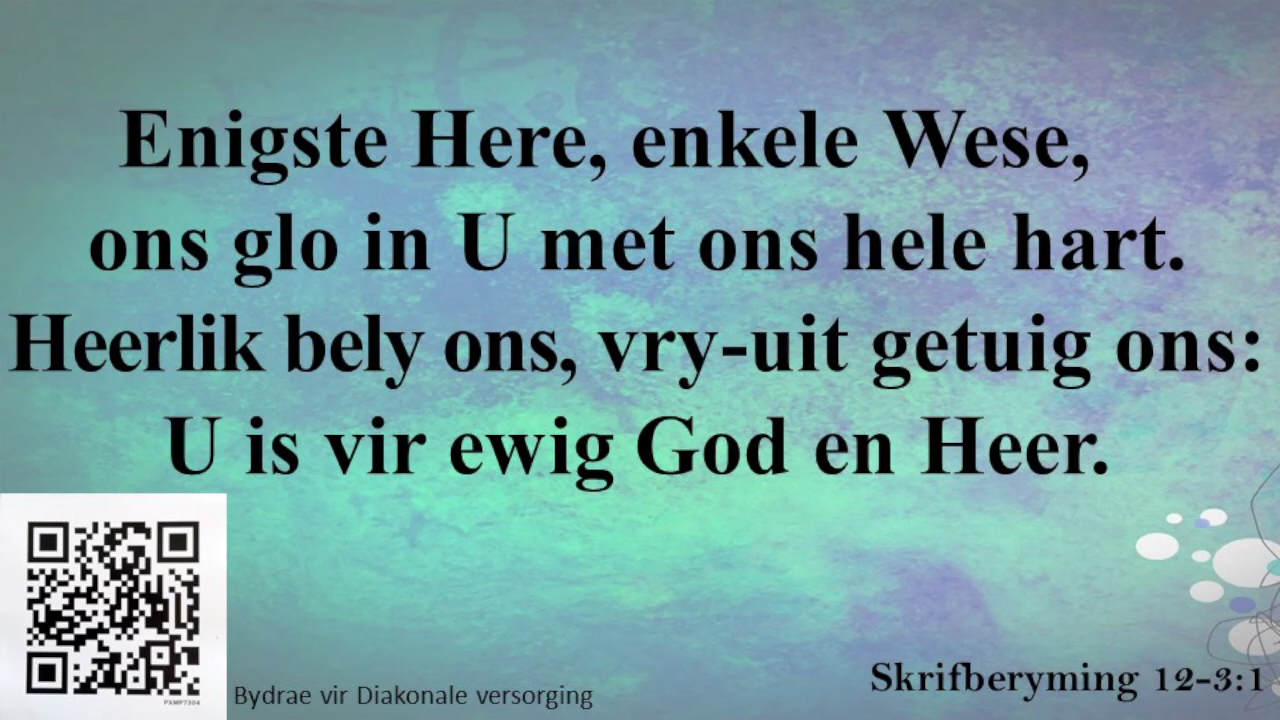 Enigste Here, enkele Wese,
ons glo in U met ons hele hart.
Heerlik bely ons, vry-uit getuig ons:
U is vir ewig God en Heer.
PXMP7304
Bydrae vir Diakonale versorging
Skrifberyming 12-3:1